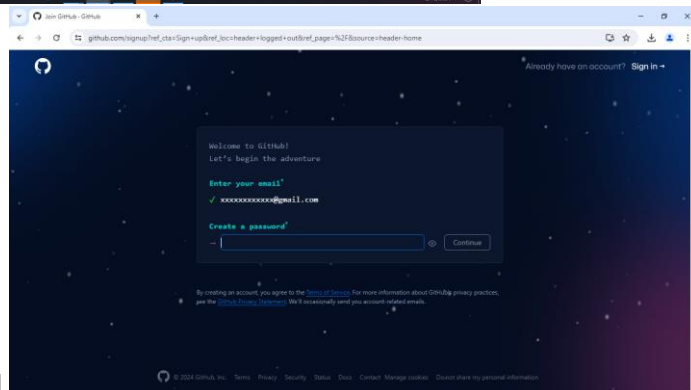 Join GitHub · GitHub
github.com/signup?ref_cta=Sign+up&ref_loc=header+logged+out&ref_page=%2F&source=header-home
Already have an account? Sign in →
Welcome to GitHub!
Let's begin the adventure
Enter your email*
✓ xxxxxxxxxxxx@gmail.com
Create a password*
→ Continue
By creating an account, you agree to the Terms of Service. For more information about GitHub's privacy practices,
see the GitHub Privacy Statement. We'll occasionally send you account-related emails.
© 2024 GitHub, Inc. Terms Privacy Security Status Docs Contact Manage cookies Do not share my personal information